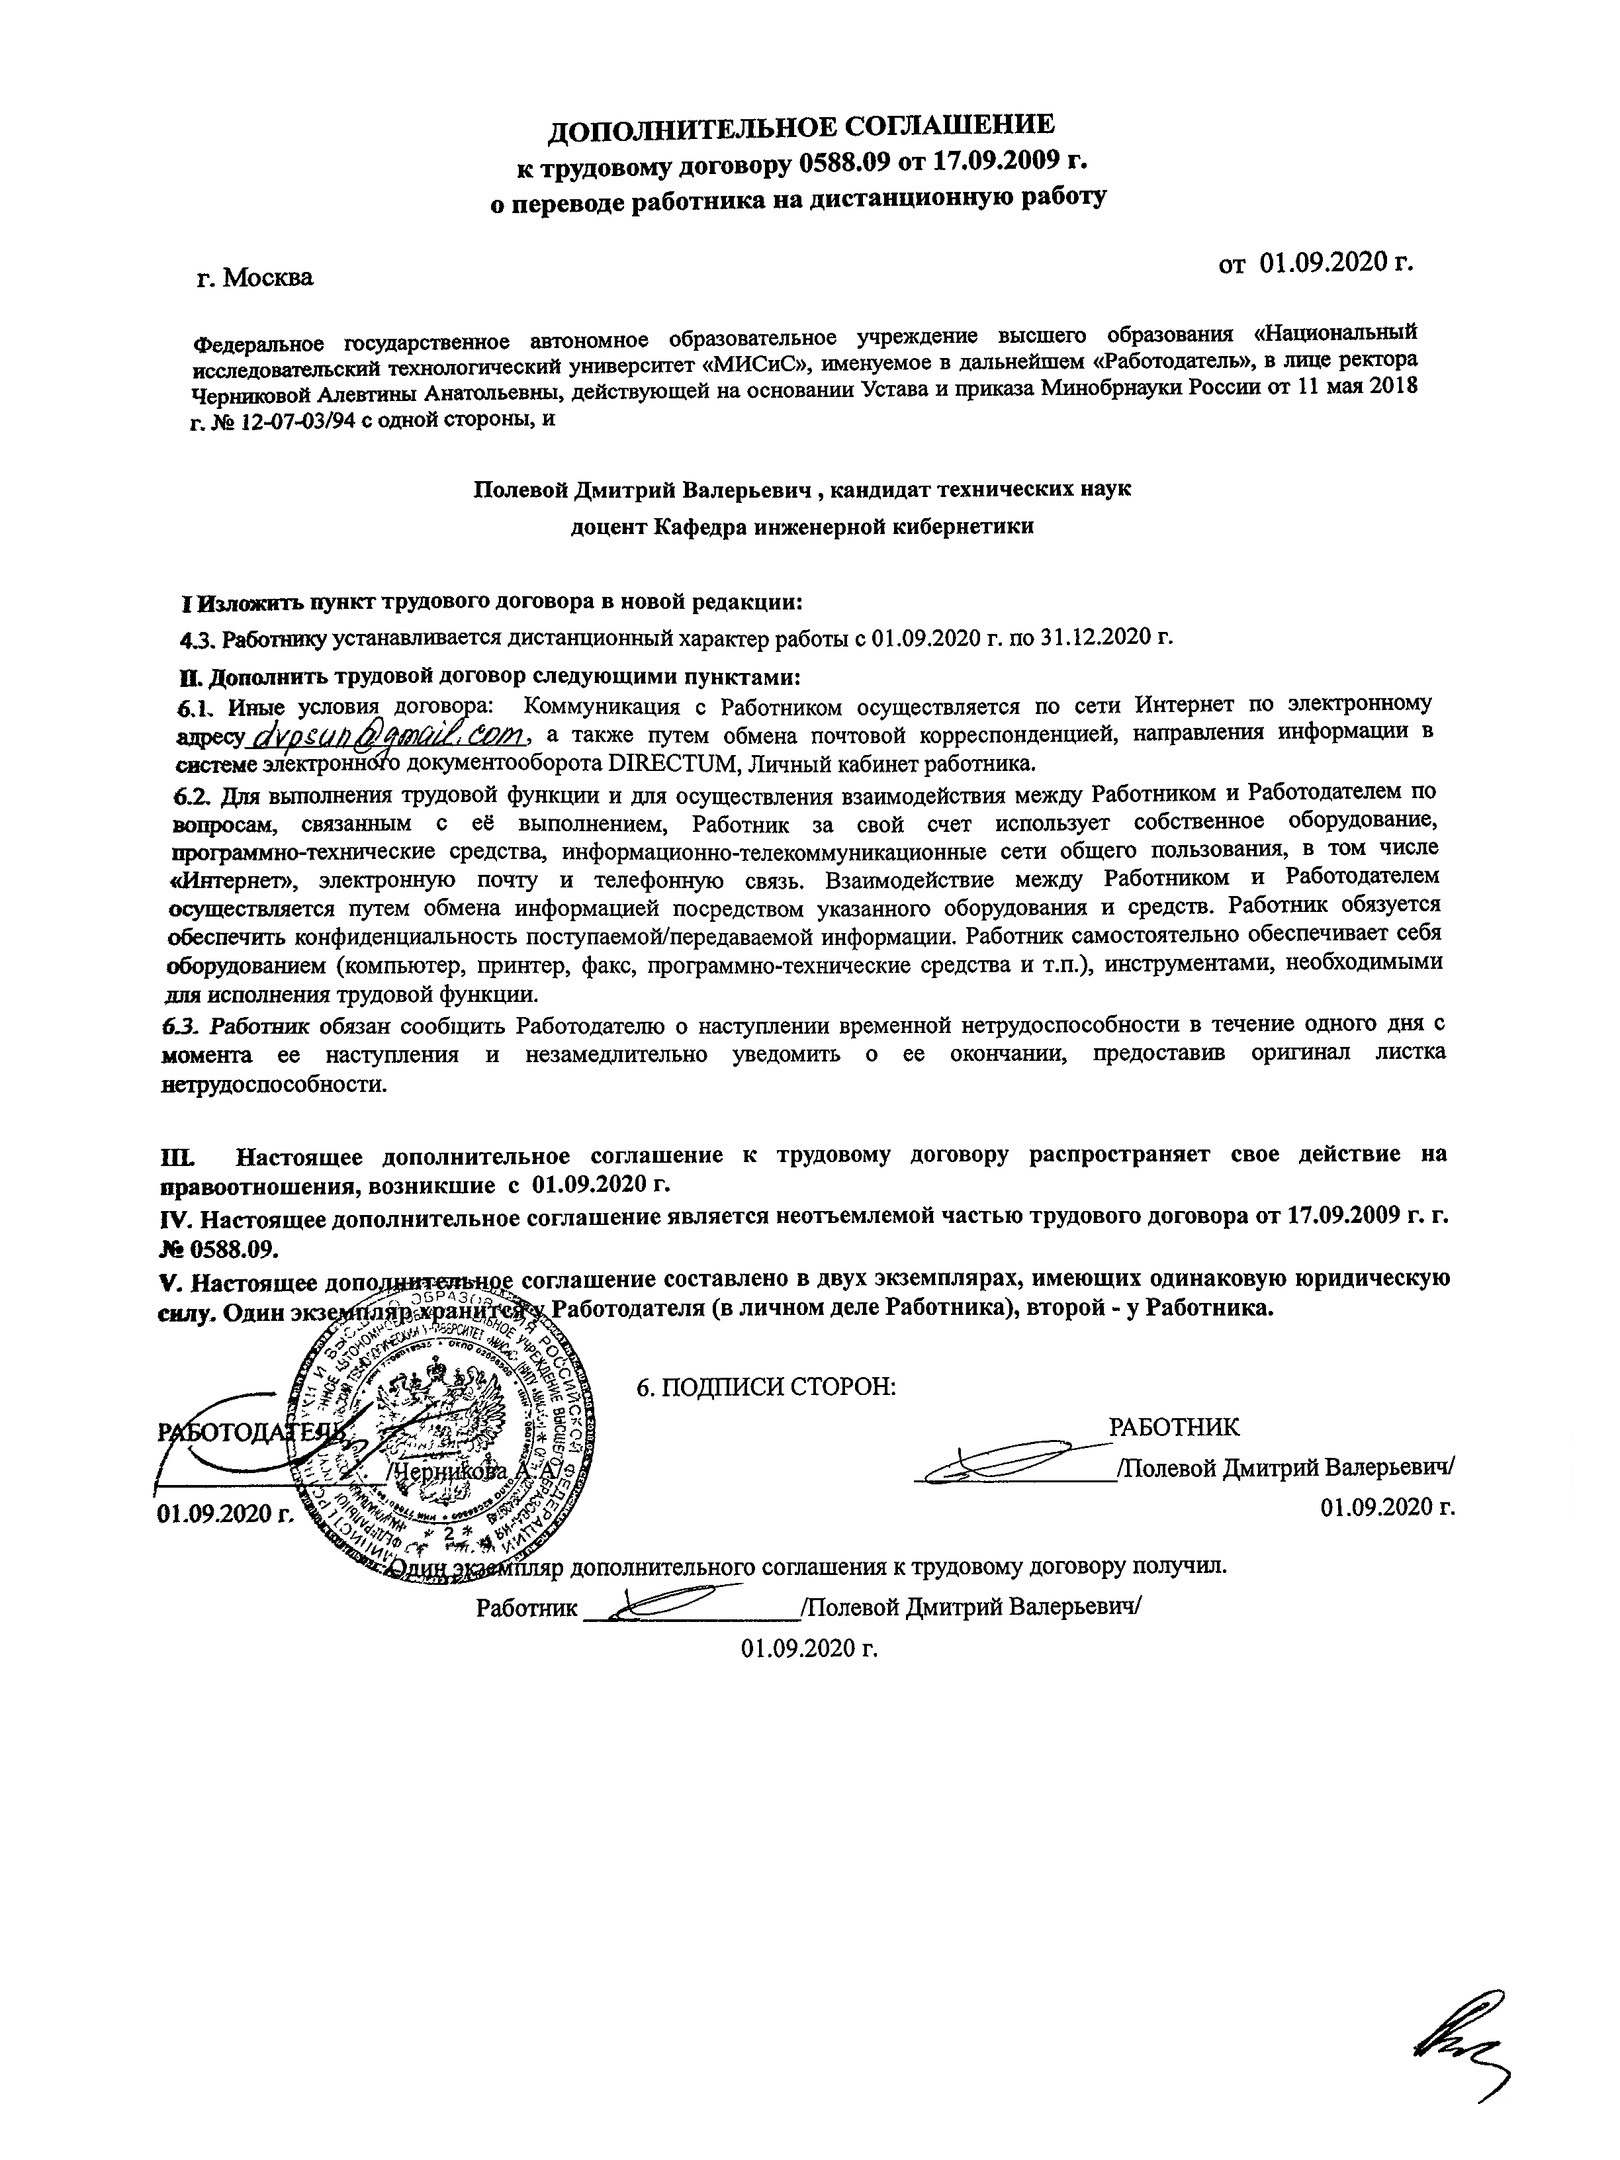 ДОПОЛНИТЕЛЬНОЕ СОГЛАШЕНИЕ
к трудовому договору 0588.09 от 17.09.2009 г.
о переводе работника на дистанционную работу
г. Москва
от 01.09.2020 г.
Федеральное государственное автономное образовательное учреждение высшего образования «Национальный
исследовательский технологический университет «МИСиС», именуемое в дальнейшем «Работодатель», в лице ректора
Черниковой Алевтины Анатольевны, действующей на основании Устава и приказа Минобрнауки России от 11 мая 2018
г. № 12-07-03/94 с одной стороны, и
Полевой Дмитрий Валерьевич , кандидат технических наук
доцент Кафедра инженерной кибернетики
I Изложить пункт трудового договора в новой редакции:
4.3. Работнику устанавливается дистанционный характер работы с 01.09.2020 г. по 31.12.2020 г.
II. Дополнить трудовой договор следующими пунктами:
6.1. Иные условия договора: Коммуникация с Работником осуществляется по сети Интернет по электронному
адресу dvpsun@gmail.com, а также путем обмена почтовой корреспонденцией, направления информации в
системе электронного документооборота DIRECTUM, Личный кабинет работника.
6.2. Для выполнения трудовой функции и для осуществления взаимодействия между Работником и Работодателем по
вопросам, связанным с её выполнением, Работник за свой счет использует собственное оборудование,
программно-технические средства, информационно-телекоммуникационные сети общего пользования, в том числе
«Интернет», электронную почту и телефонную связь. Взаимодействие между Работником и Работодателем
осуществляется путем обмена информацией посредством указанного оборудования и средств. Работник обязуется
обеспечить конфиденциальность поступаемой/передаваемой информации. Работник самостоятельно обеспечивает себя
оборудованием (компьютер, принтер, факс, программно-технические средства и т.п.), инструментами, необходимыми
для исполнения трудовой функции.
6.3. Работник обязан сообщить Работодателю о наступлении временной нетрудоспособности в течение одного дня с
момента ее наступления и незамедлительно уведомить о ее окончании, предоставив оригинал листка
нетрудоспособности.
III. Настоящее дополнительное соглашение к трудовому договору распространяет свое действие на
правоотношения, возникшие с 01.09.2020 г.
IV. Настоящее дополнительное соглашение является неотъемлемой частью трудового договора от 17.09.2009 г. г.
№ 0588.09.
V. Настоящее дополнительное соглашение составлено в двух экземплярах, имеющих одинаковую юридическую
силу. Один экземпляр хранится у Работодателя (в личном деле Работника), второй - у Работника.
6. ПОДПИСИ СТОРОН:
РАБОТОДАТЕЛЬ
РАБОТНИК
/Черникова А.А/
/Полевой Дмитрий Валерьевич/
01.09.2020 г.
01.09.2020 г.
* 2 *
Один экземпляр дополнительного соглашения к трудовому договору получил.
Работник /Полевой Дмитрий Валерьевич/
01.09.2020 г.